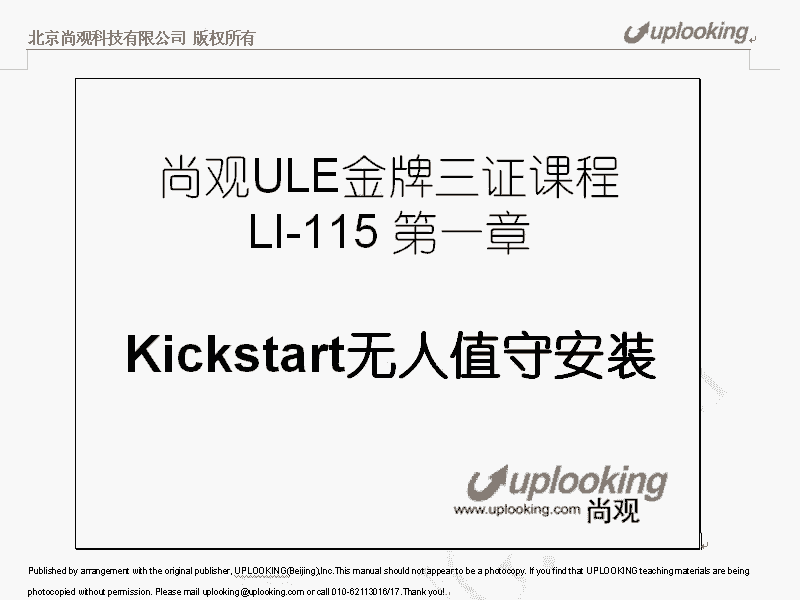 北京尚观科技有限公司 版权所有
uplooking
尚观ULE金牌三证课程
LI-115 第一章
Kickstart无人值守安装
uplooking
www.uplooking.com 尚观
Published by arrangement with the original publisher, UPLOOKING(Beijing),Inc.This manual should not appear to be a photocopy. If you find that UPLOOKING teaching materials are being
photocopied without permission. Please mail uplooking@uplooking.com or call 010-62113016/17.Thank you!